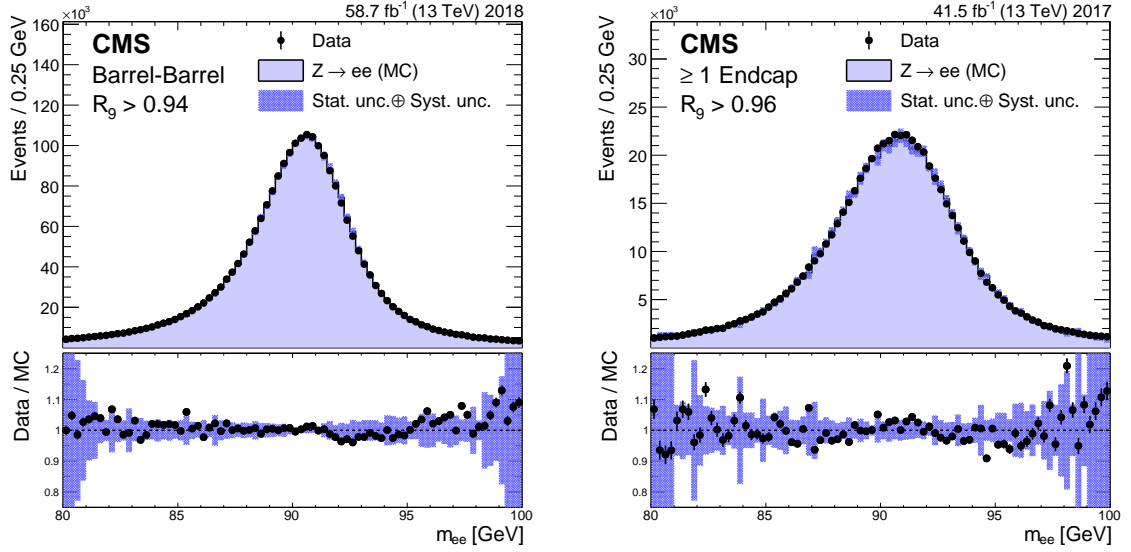 58.7 fb⁻¹ (13 TeV) 2018
×10³
CMS
Barrel-Barrel
R₉ > 0.94
Data
Z → ee (MC)
Stat. unc.⊕ Syst. unc.
Events / 0.25 GeV
160
140
120
100
80
60
40
20
Data / MC
1.2
1.1
1
0.9
0.8
80
85
90
95
100
mₑₑ [GeV]
41.5 fb⁻¹ (13 TeV) 2017
×10³
CMS
≥ 1 Endcap
R₉ > 0.96
Data
Z → ee (MC)
Stat. unc.⊕ Syst. unc.
Events / 0.25 GeV
30
25
20
15
10
5
Data / MC
1.2
1.1
1
0.9
0.8
80
85
90
95
100
mₑₑ [GeV]